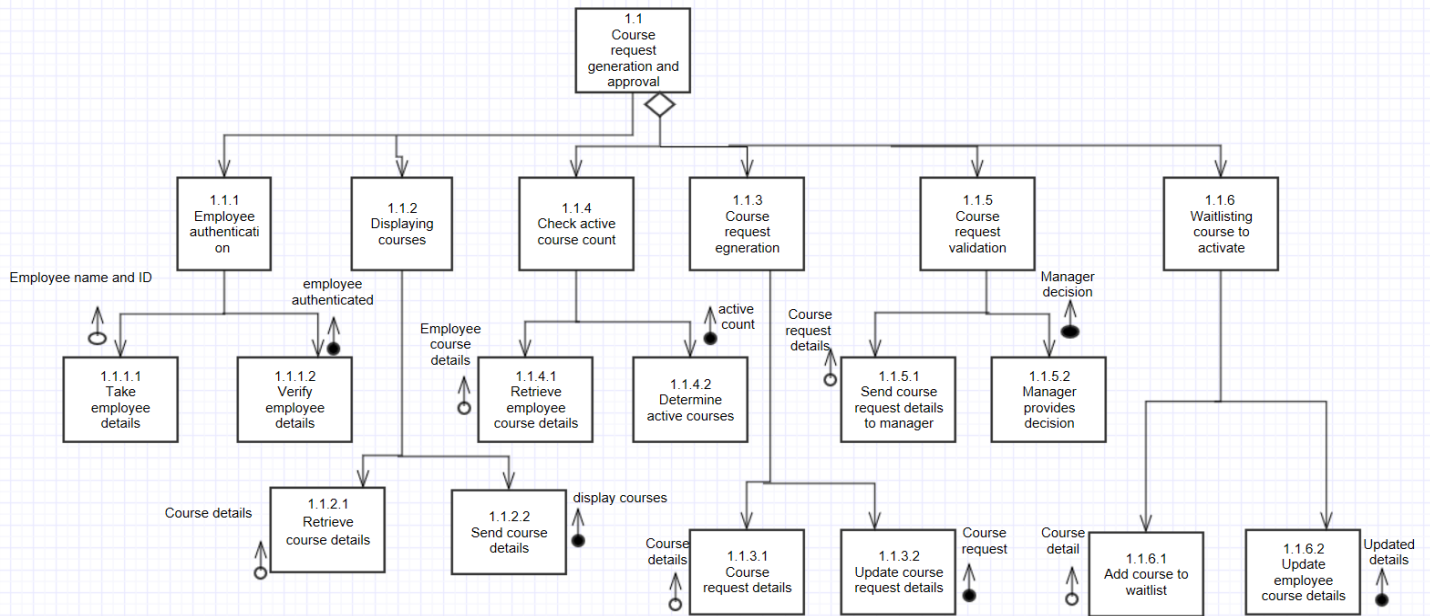 1.1
Course
request
generation and
approval
1.1.1
Employee
authenticati
on
1.1.2
Displaying
courses
1.1.4
Check active
course count
1.1.3
Course
request
egneration
1.1.5
Course
request
validation
1.1.6
Waitlisting
course to
activate
Employee name and ID
employee
authenticated
Employee
course
details
active
count
Course
request
details
Manager
decision
1.1.1.1
Take
employee
details
1.1.1.2
Verify
employee
details
1.1.4.1
Retrieve
employee
course details
1.1.4.2
Determine
active courses
1.1.5.1
Send course
request details
to manager
1.1.5.2
Manager
provides
decision
Course details
1.1.2.1
Retrieve
course details
1.1.2.2
Send course
details
display courses
Course
details
1.1.3.1
Course
request details
1.1.3.2
Update course
request details
Course
request
Course
detail
1.1.6.1
Add course to
waitlist
1.1.6.2
Update
employee
course details
Updated
details